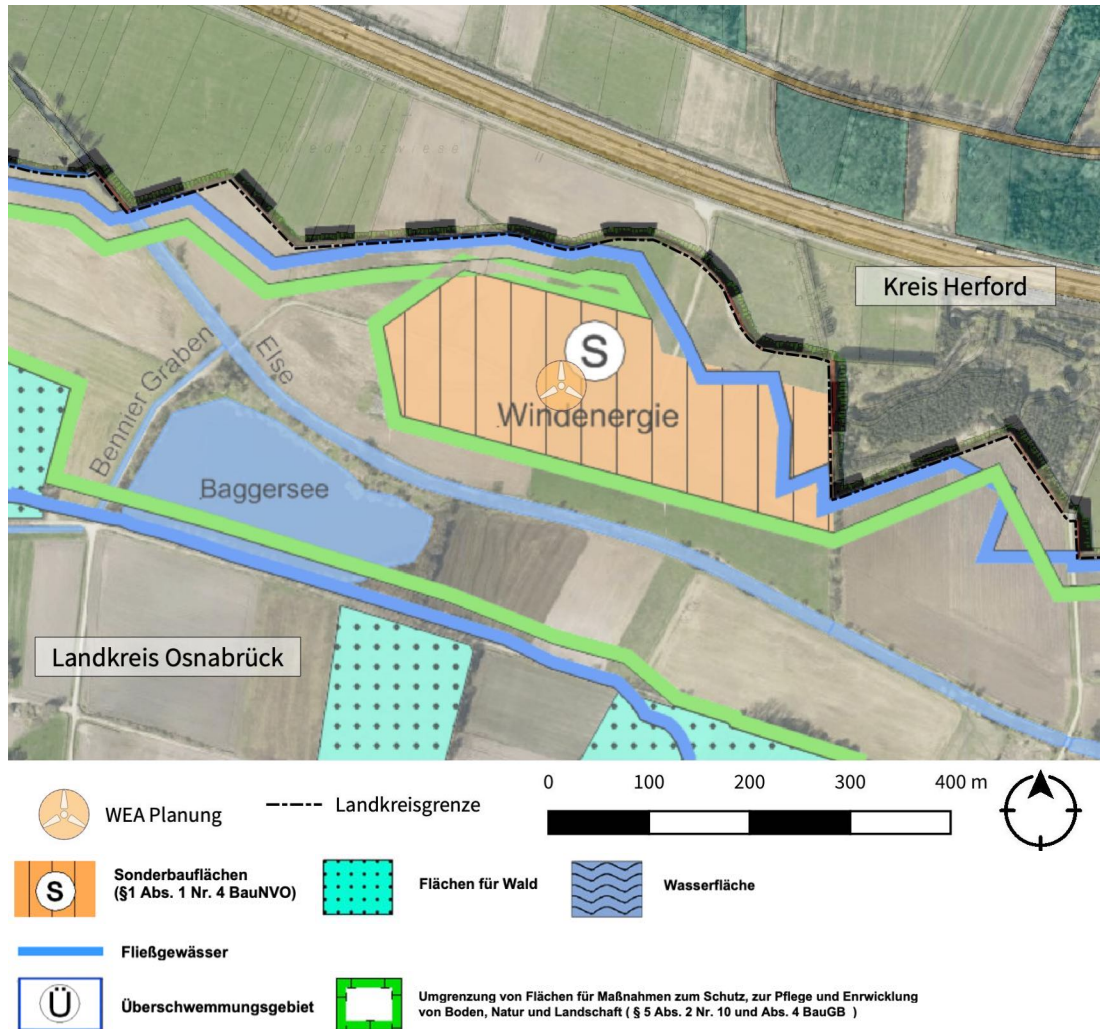 Kreis Herford
S
Windenergie
Else
Bennier Graben
Baggersee
Landkreis Osnabrück
0 100 200 300 400 m
WEA Planung
Landkreisgrenze
S
Sonderbauflächen
(§1 Abs. 1 Nr. 4 BauNVO)
Flächen für Wald
Wasserfläche
Fließgewässer
Ü
Überschwemmungsgebiet
Umgrenzung von Flächen für Maßnahmen zum Schutz, zur Pflege und Enrwicklung
von Boden, Natur und Landschaft ( § 5 Abs. 2 Nr. 10 und Abs. 4 BauGB )